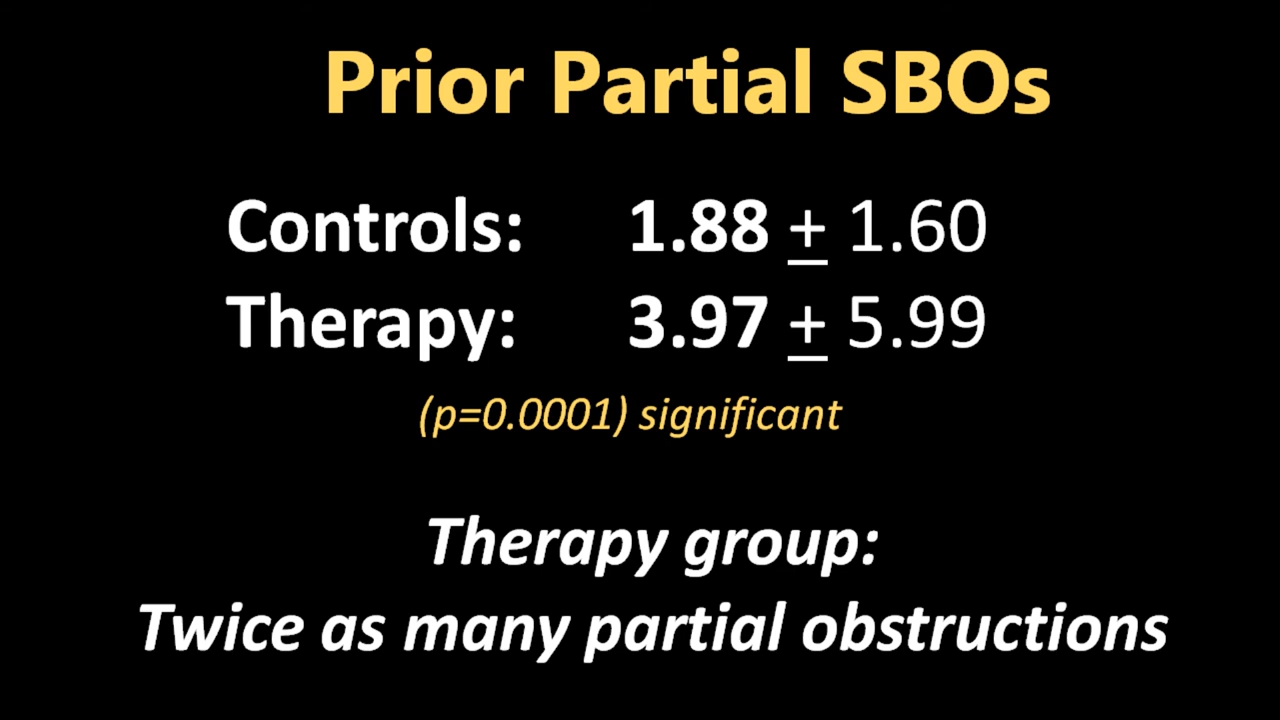 Prior Partial SBOs
Controls: 1.88 ± 1.60
Therapy: 3.97 ± 5.99
(p=0.0001) significant
Therapy group:
Twice as many partial obstructions